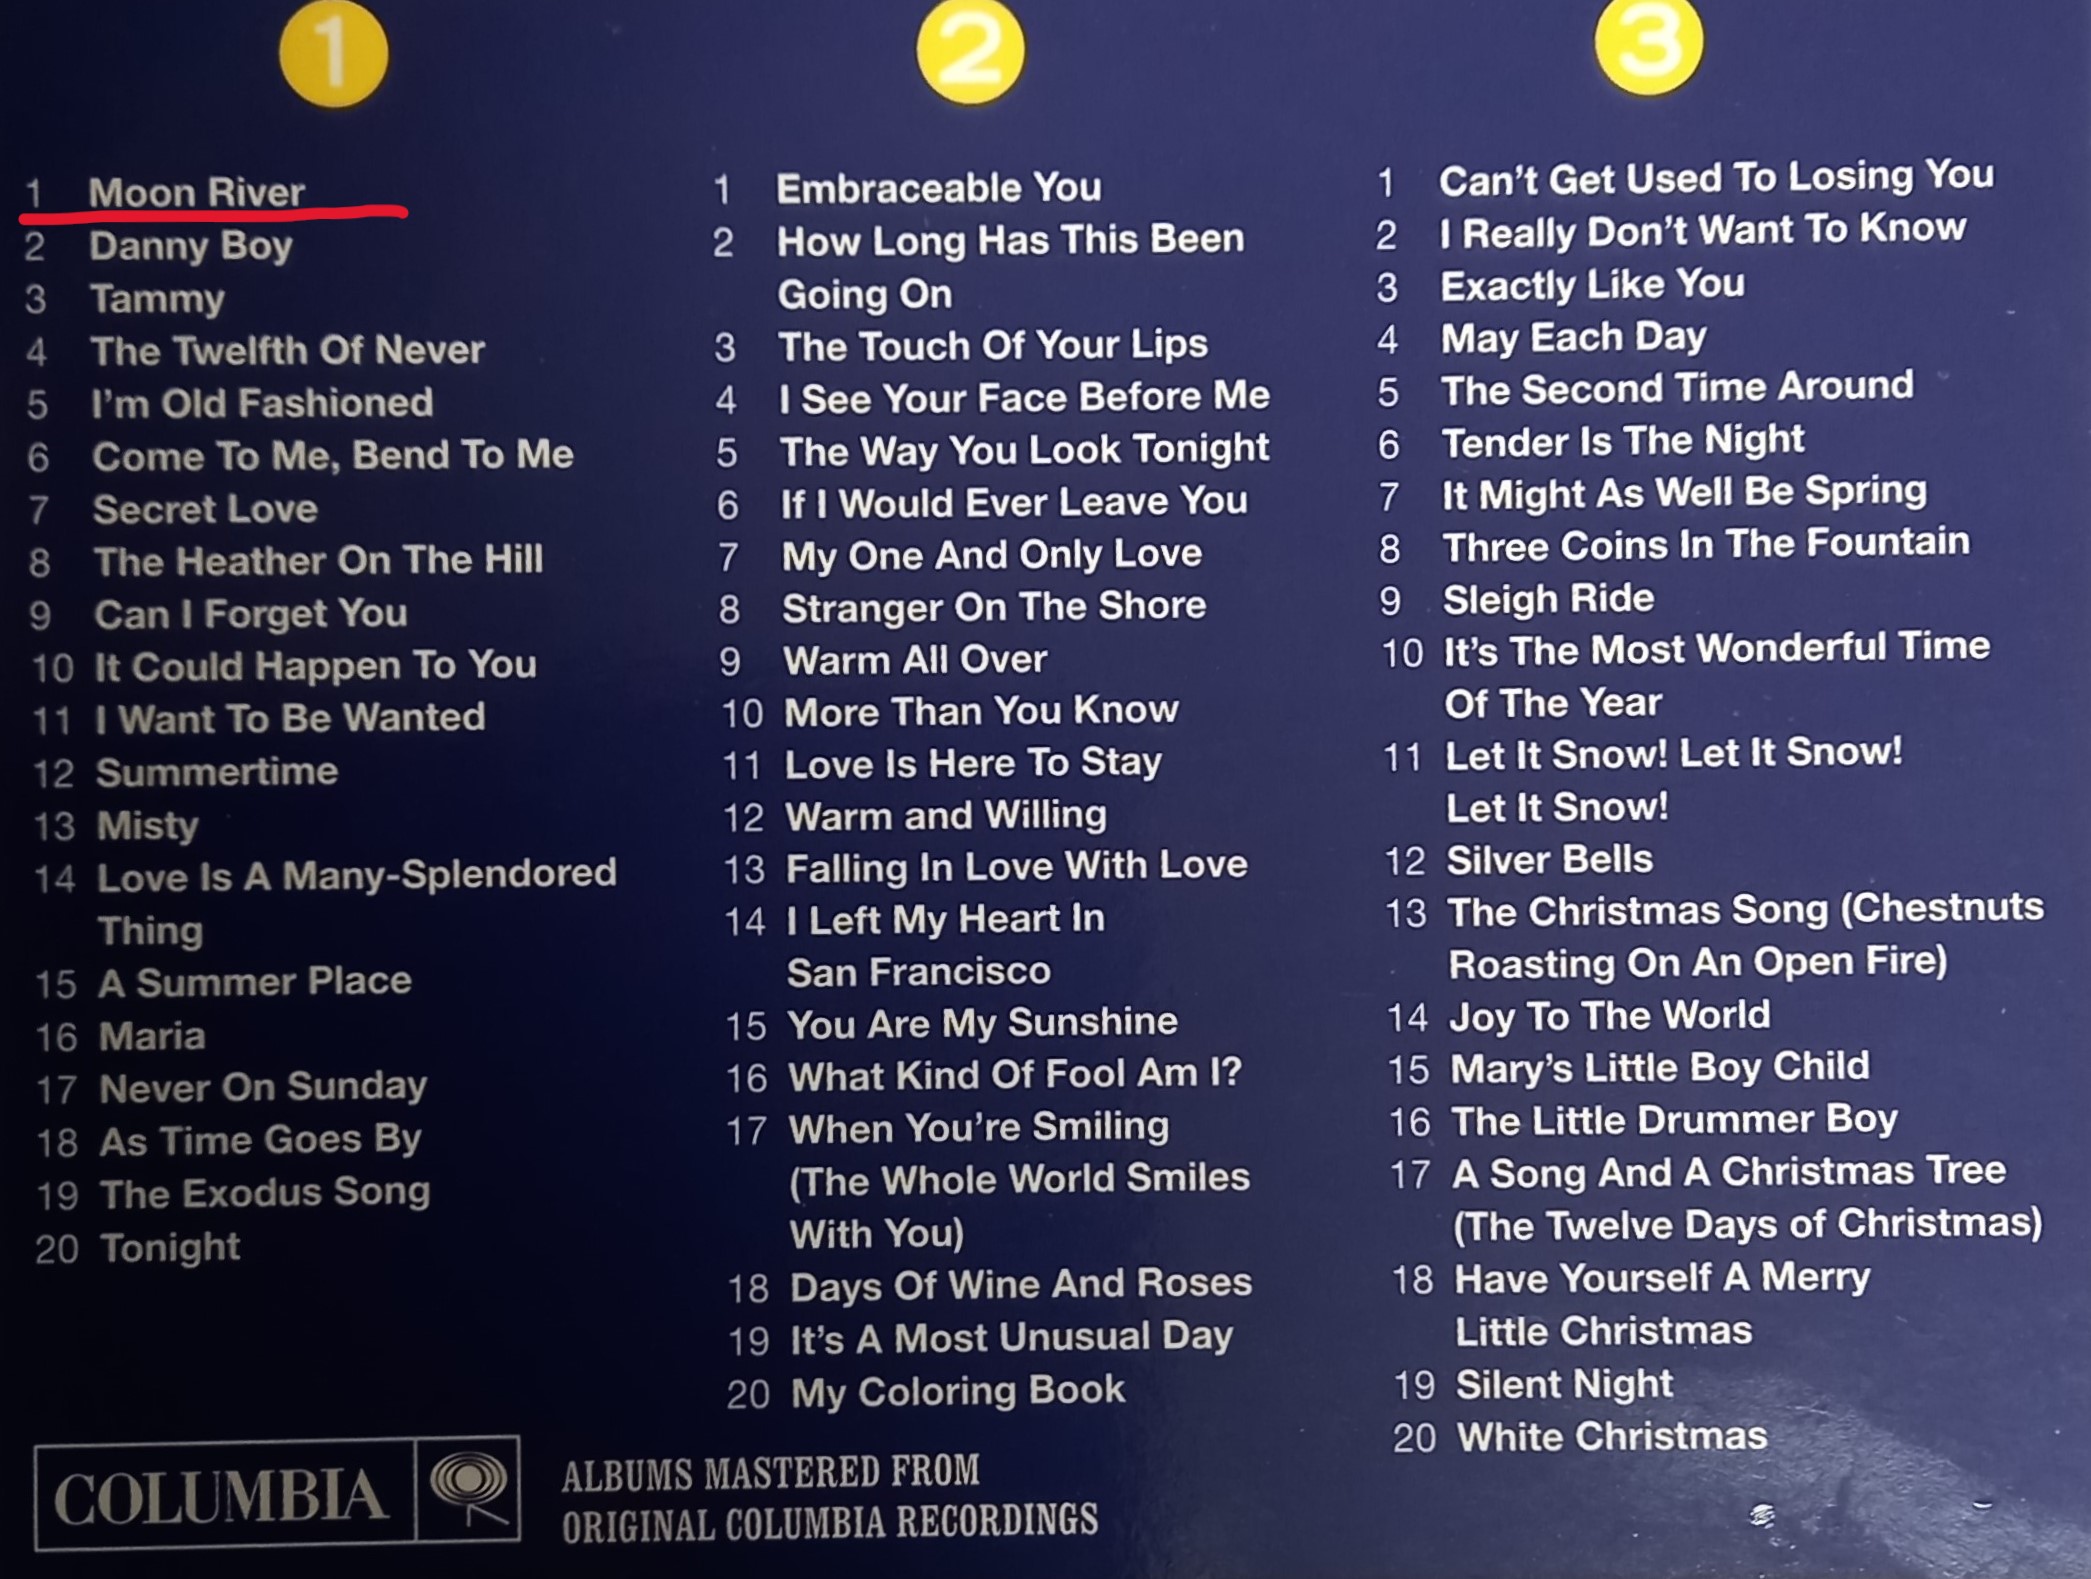 1
1 Moon River
2 Danny Boy
3 Tammy
4 The Twelfth Of Never
5 I'm Old Fashioned
6 Come To Me, Bend To Me
7 Secret Love
8 The Heather On The Hill
9 Can I Forget You
10 It Could Happen To You
11 I Want To Be Wanted
12 Summertime
13 Misty
14 Love Is A Many-Splendored
Thing
15 A Summer Place
16 Maria
17 Never On Sunday
18 As Time Goes By
19 The Exodus Song
20 Tonight
2
1 Embraceable You
2 How Long Has This Been
Going On
3 The Touch Of Your Lips
4 I See Your Face Before Me
5 The Way You Look Tonight
6 If I Would Ever Leave You
7 My One And Only Love
8 Stranger On The Shore
9 Warm All Over
10 More Than You Know
11 Love Is Here To Stay
12 Warm and Willing
13 Falling In Love With Love
14 I Left My Heart In
San Francisco
15 You Are My Sunshine
16 What Kind Of Fool Am I?
17 When You're Smiling
(The Whole World Smiles
With You)
18 Days Of Wine And Roses
19 It's A Most Unusual Day
20 My Coloring Book
3
1 Can't Get Used To Losing You
2 I Really Don't Want To Know
3 Exactly Like You
4 May Each Day
5 The Second Time Around
6 Tender Is The Night
7 It Might As Well Be Spring
8 Three Coins In The Fountain
9 Sleigh Ride
10 It's The Most Wonderful Time
Of The Year
11 Let It Snow! Let It Snow!
Let It Snow!
12 Silver Bells
13 The Christmas Song (Chestnuts
Roasting On An Open Fire)
14 Joy To The World
15 Mary's Little Boy Child
16 The Little Drummer Boy
17 A Song And A Christmas Tree
(The Twelve Days of Christmas)
18 Have Yourself A Merry
Little Christmas
19 Silent Night
20 White Christmas
COLUMBIA
ALBUMS MASTERED FROM
ORIGINAL COLUMBIA RECORDINGS